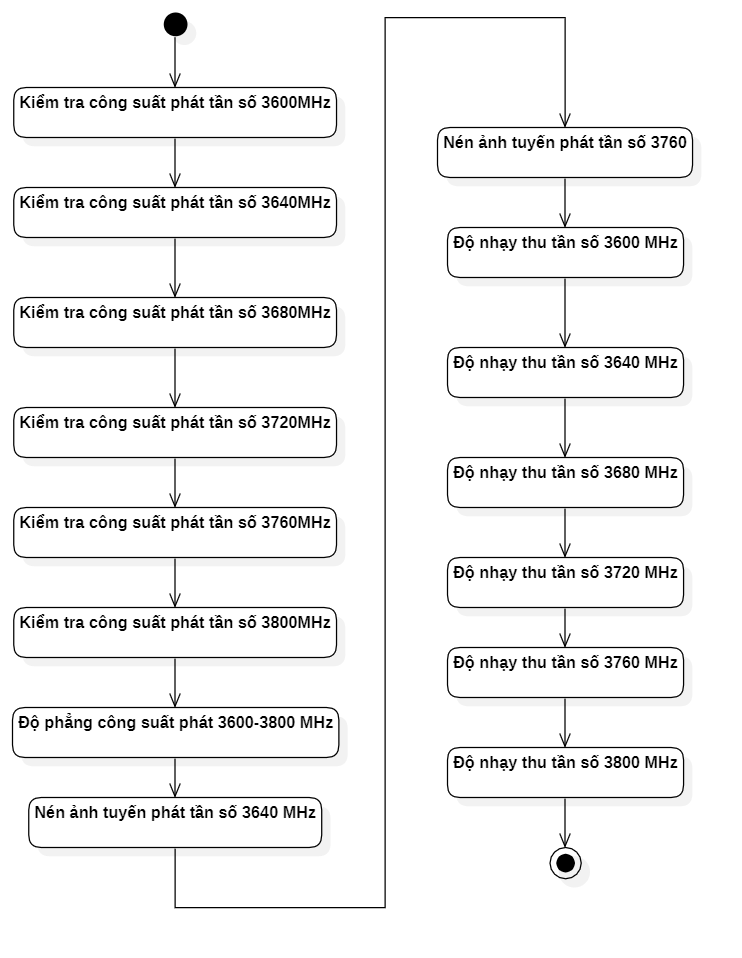 Kiểm tra công suất phát tần số 3600MHz
Kiểm tra công suất phát tần số 3640MHz
Kiểm tra công suất phát tần số 3680MHz
Kiểm tra công suất phát tần số 3720MHz
Kiểm tra công suất phát tần số 3760MHz
Kiểm tra công suất phát tần số 3800MHz
Độ phẳng công suất phát 3600-3800 MHz
Nén ảnh tuyến phát tần số 3640 MHz
Nén ảnh tuyến phát tần số 3760
Độ nhạy thu tần số 3600 MHz
Độ nhạy thu tần số 3640 MHz
Độ nhạy thu tần số 3680 MHz
Độ nhạy thu tần số 3720 MHz
Độ nhạy thu tần số 3760 MHz
Độ nhạy thu tần số 3800 MHz